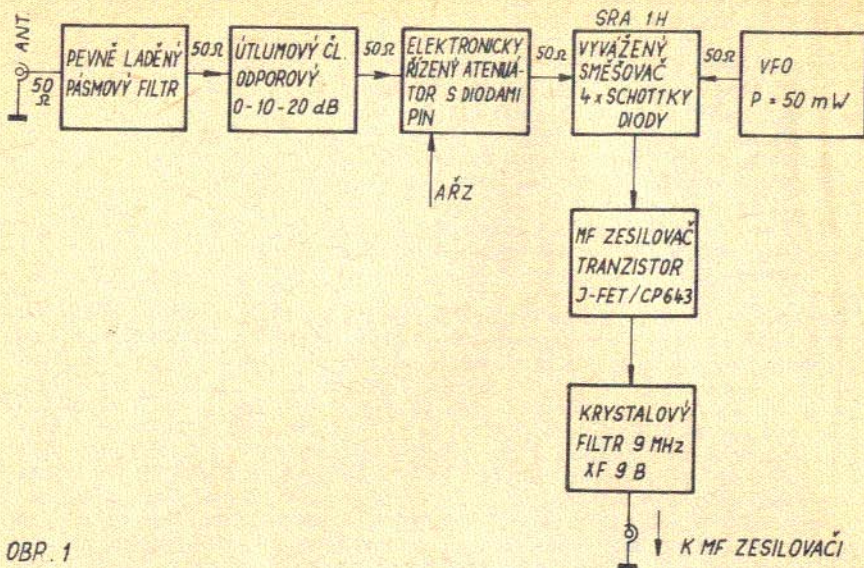 ANT.
50
Ω
PEVNĚ LADĚNÝ
PÁSMOVÝ FILTR
50Ω
ÚTLUMOVÝ ČL.
ODPOROVÝ
0-10-20 dB
50Ω
ELEKTRONICKY
ŘÍZENÝ ATENUÁ-
TOR S DIODAMI
PIN
AŘZ
50Ω
SRA 1H
VYVÁŽENÝ
SMĚŠOVAČ
4xSCHOTTKY
DIODY
50Ω
VFO
P = 50 mW
MF ZESILOVAČ
TRANZISTOR
J-FET/CP643
KRYSTALOVÝ
FILTR 9 MHz
XF 9 B
K MF ZESILOVAČI
OBR. 1